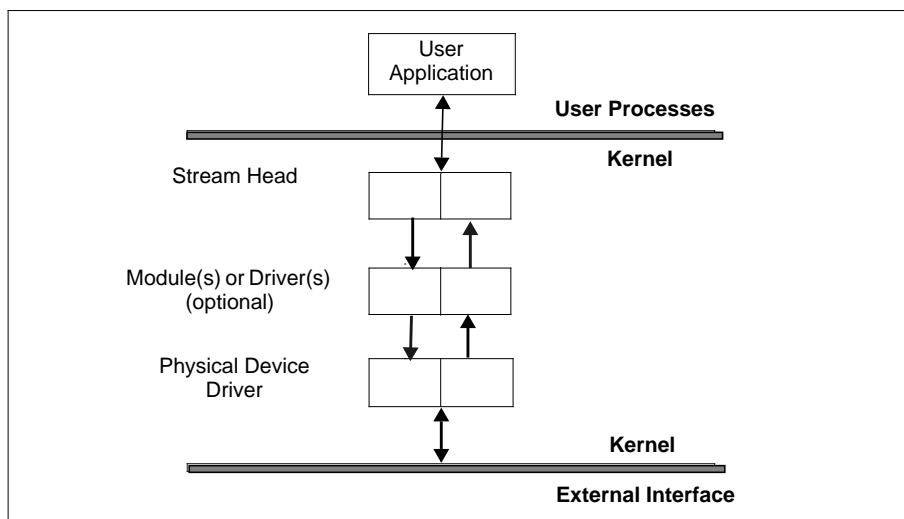 User
Application
User Processes
Kernel
Stream Head
Module(s) or Driver(s)
(optional)
Physical Device
Driver
Kernel
External Interface